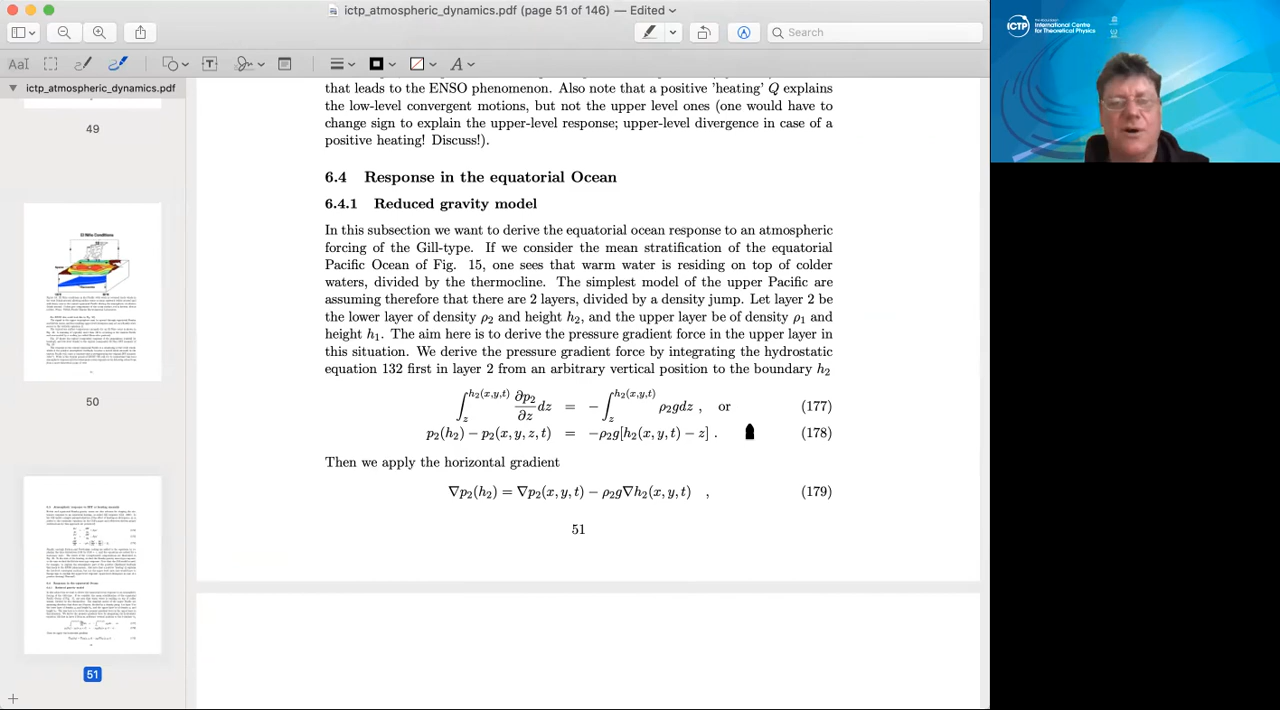 ictp_atmospheric_dynamics.pdf (page 51 of 146) — Edited
Search
ictp_atmospheric_dynamics.pdf
49
50
51
that leads to the ENSO phenomenon. Also note that a positive 'heating' Q explains
the low-level convergent motions, but not the upper level ones (one would have to
change sign to explain the upper-level response; upper-level divergence in case of a
positive heating! Discuss!).
6.4 Response in the equatorial Ocean
6.4.1 Reduced gravity model
In this subsection we want to derive the equatorial ocean response to an atmospheric
forcing of the Gill-type. If we consider the mean stratification of the equatorial
Pacific Ocean of Fig. 15, one sees that warm water is residing on top of colder
waters, divided by the thermocline. The simplest model of the upper Pacific are
assuming therefore that there are 2 layers, divided by a density jump. Let layer 2 be
the lower layer of density ρ₂ and height h₂, and the upper layer be of density ρ₁ and
height h₁. The aim here is to derive the pressure gradient force in the upper layer in
this situation. We derive the pressure gradient force by integrating the hydrostatic
equation 132 first in layer 2 from an arbitrary vertical position to the boundary h₂
∫_z^{h₂(x,y,t)} ∂p₂/∂z dz = − ∫_z^{h₂(x,y,t)} ρ₂gdz , or (177)
p₂(h₂) − p₂(x, y, z, t) = −ρ₂g[h₂(x, y, t) − z] . (178)
Then we apply the horizontal gradient
∇p₂(h₂) = ∇p₂(x, y, t) − ρ₂g∇h₂(x, y, t) , (179)
51
ICTP
International Centre
for Theoretical Physics